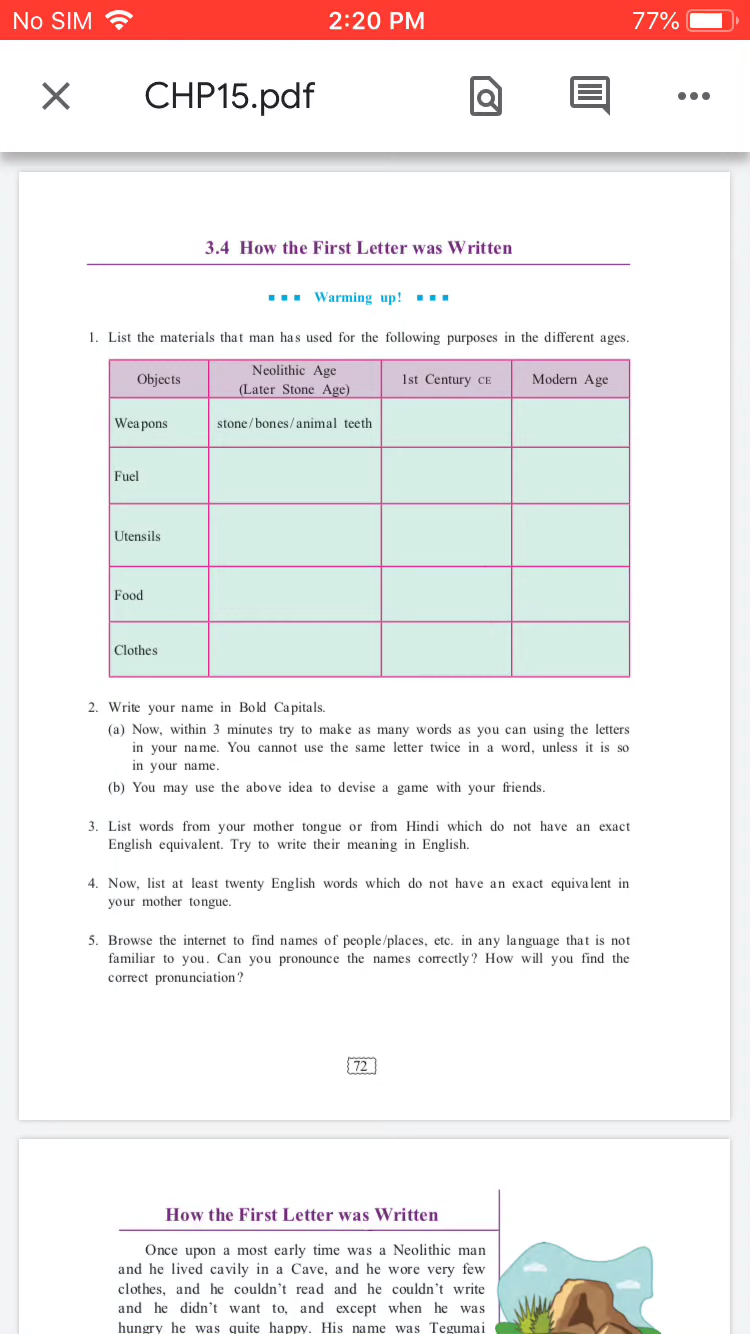 No SIM 2:20 PM 77%
CHP15.pdf
3.4 How the First Letter was Written
Warming up!
1. List the materials that man has used for the following purposes in the different ages.
Objects
Neolithic Age
(Later Stone Age)
1st Century CE
Modern Age
Weapons
stone/bones/animal teeth
Fuel
Utensils
Food
Clothes
2. Write your name in Bold Capitals.
(a) Now, within 3 minutes try to make as many words as you can using the letters
in your name. You cannot use the same letter twice in a word, unless it is so
in your name.
(b) You may use the above idea to devise a game with your friends.
3. List words from your mother tongue or from Hindi which do not have an exact
English equivalent. Try to write their meaning in English.
4. Now, list at least twenty English words which do not have an exact equivalent in
your mother tongue.
5. Browse the internet to find names of people/places, etc. in any language that is not
familiar to you. Can you pronounce the names correctly? How will you find the
correct pronunciation?
72
How the First Letter was Written
Once upon a most early time was a Neolithic man
and he lived cavily in a Cave, and he wore very few
clothes, and he couldn't read and he couldn't write
and he didn't want to, and except when he was
hungry he was quite happy. His name was Tegumai